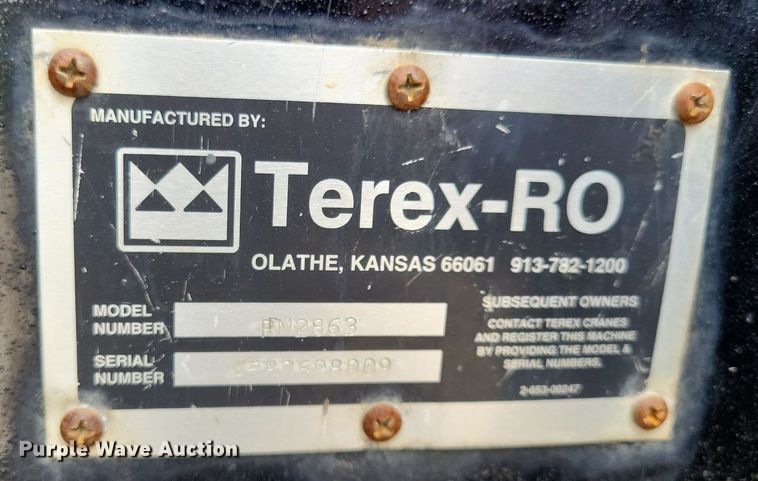 MANUFACTURED BY:
Terex-RO
OLATHE, KANSAS 66061 913-782-1200
MODEL
NUMBER
SERIAL
NUMBER
SUBSEQUENT OWNERS
CONTACT TEREX CRANES
AND REGISTER THIS MACHINE
BY PROVIDING THE MODEL &
SERIAL NUMBERS.
2-653-00247
Purple Wave Auction